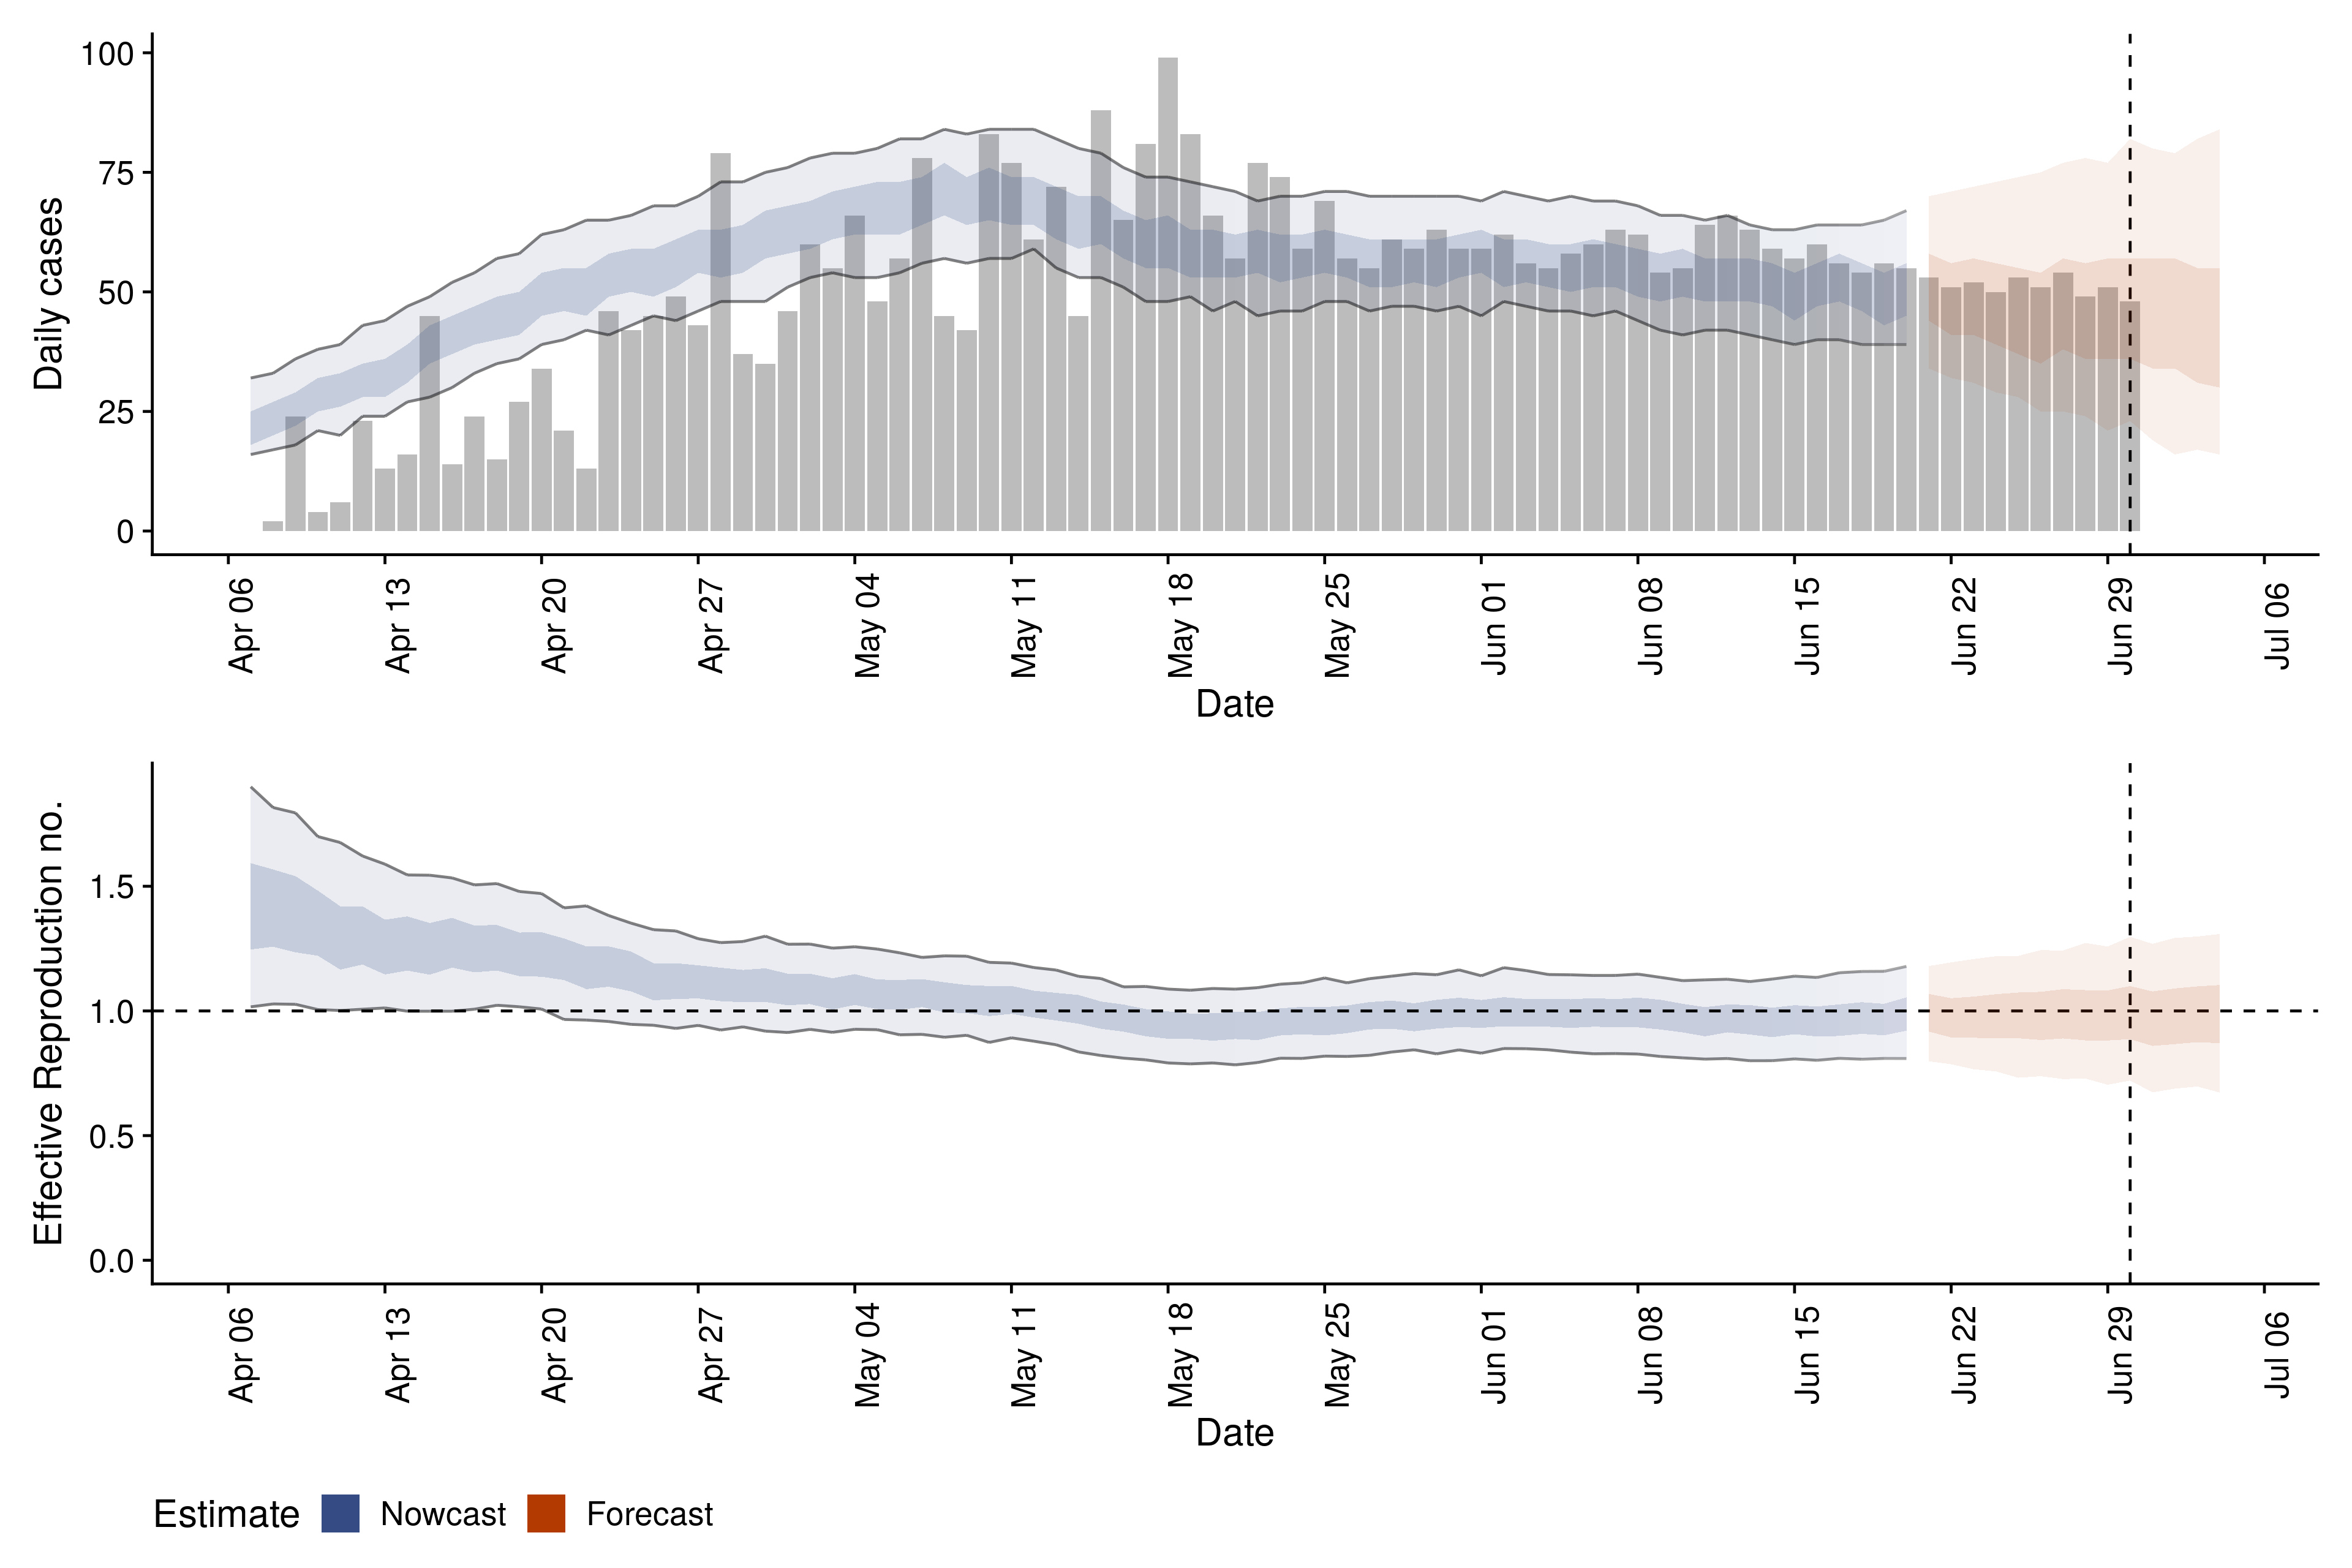 Daily cases
100
75
50
25
0
Apr 06
Apr 13
Apr 20
Apr 27
May 04
May 11
May 18
May 25
Jun 01
Jun 08
Jun 15
Jun 22
Jun 29
Jul 06
Date
Effective Reproduction no.
1.5
1.0
0.5
0.0
Apr 06
Apr 13
Apr 20
Apr 27
May 04
May 11
May 18
May 25
Jun 01
Jun 08
Jun 15
Jun 22
Jun 29
Jul 06
Date
Estimate Nowcast Forecast